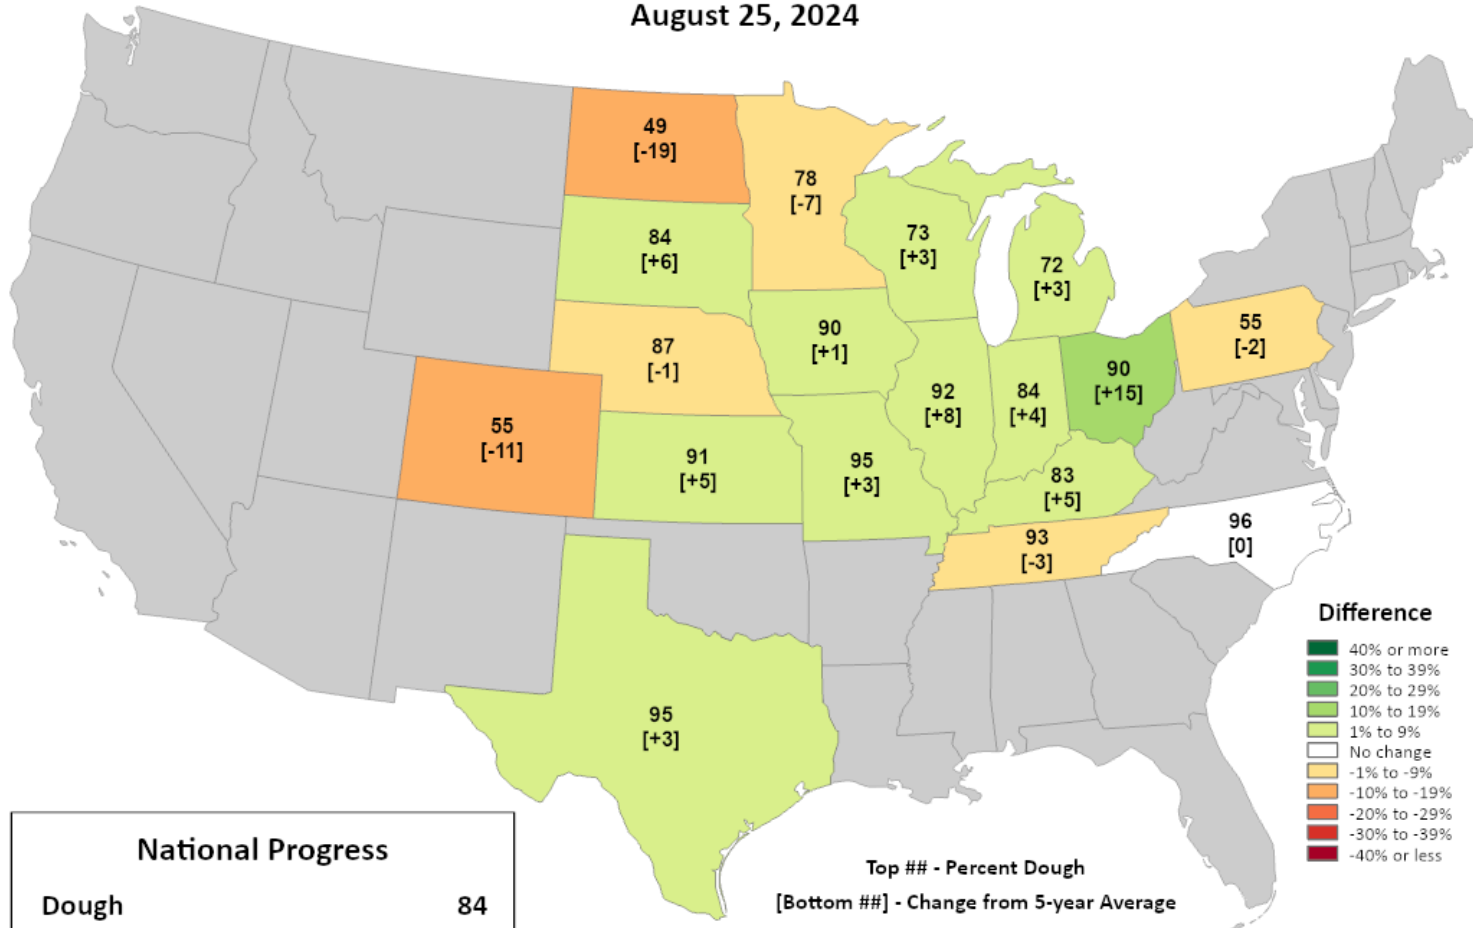 August 25, 2024
49
[-19]
78
[-7]
84
[+6]
73
[+3]
72
[+3]
90
[+1]
55
[-2]
87
[-1]
90
[+15]
92
[+8]
84
[+4]
55
[-11]
91
[+5]
95
[+3]
83
[+5]
96
[0]
93
[-3]
95
[+3]
Difference
40% or more
30% to 39%
20% to 29%
10% to 19%
1% to 9%
No change
-1% to -9%
-10% to -19%
-20% to -29%
-30% to -39%
-40% or less
National Progress
Dough 84
Top ## - Percent Dough
[Bottom ##] - Change from 5-year Average